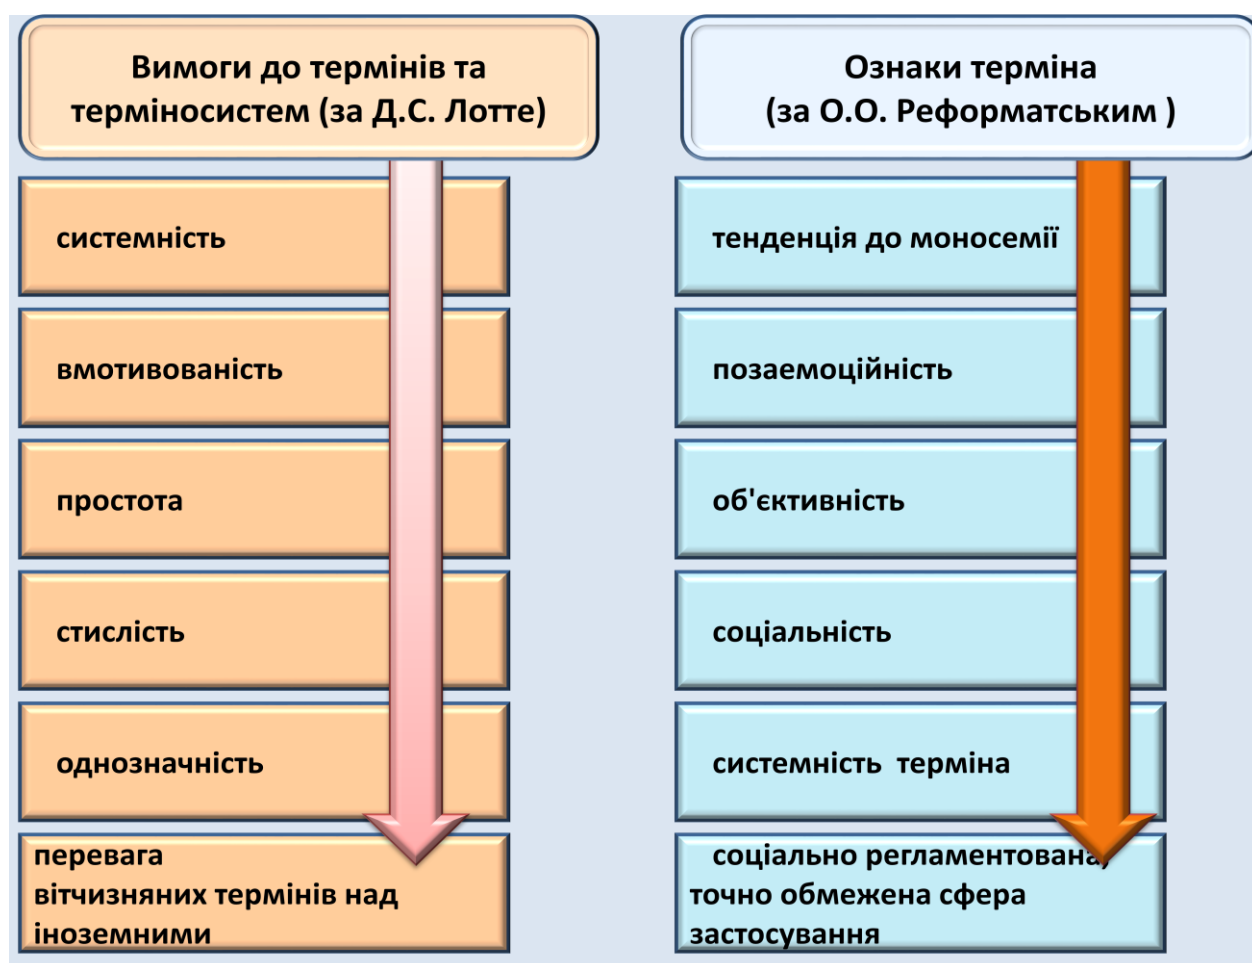 Вимоги до термінів та
терміносистем (за Д.С. Лотте)
системність
вмотивованість
простота
стислість
однозначність
перевага
вітчизняних термінів над
іноземними
Ознаки терміна
(за О.О. Реформатським )
тенденція до моносемії
позаемоційність
об'єктивність
соціальність
системність терміна
соціально регламентована,
точно обмежена сфера
застосування